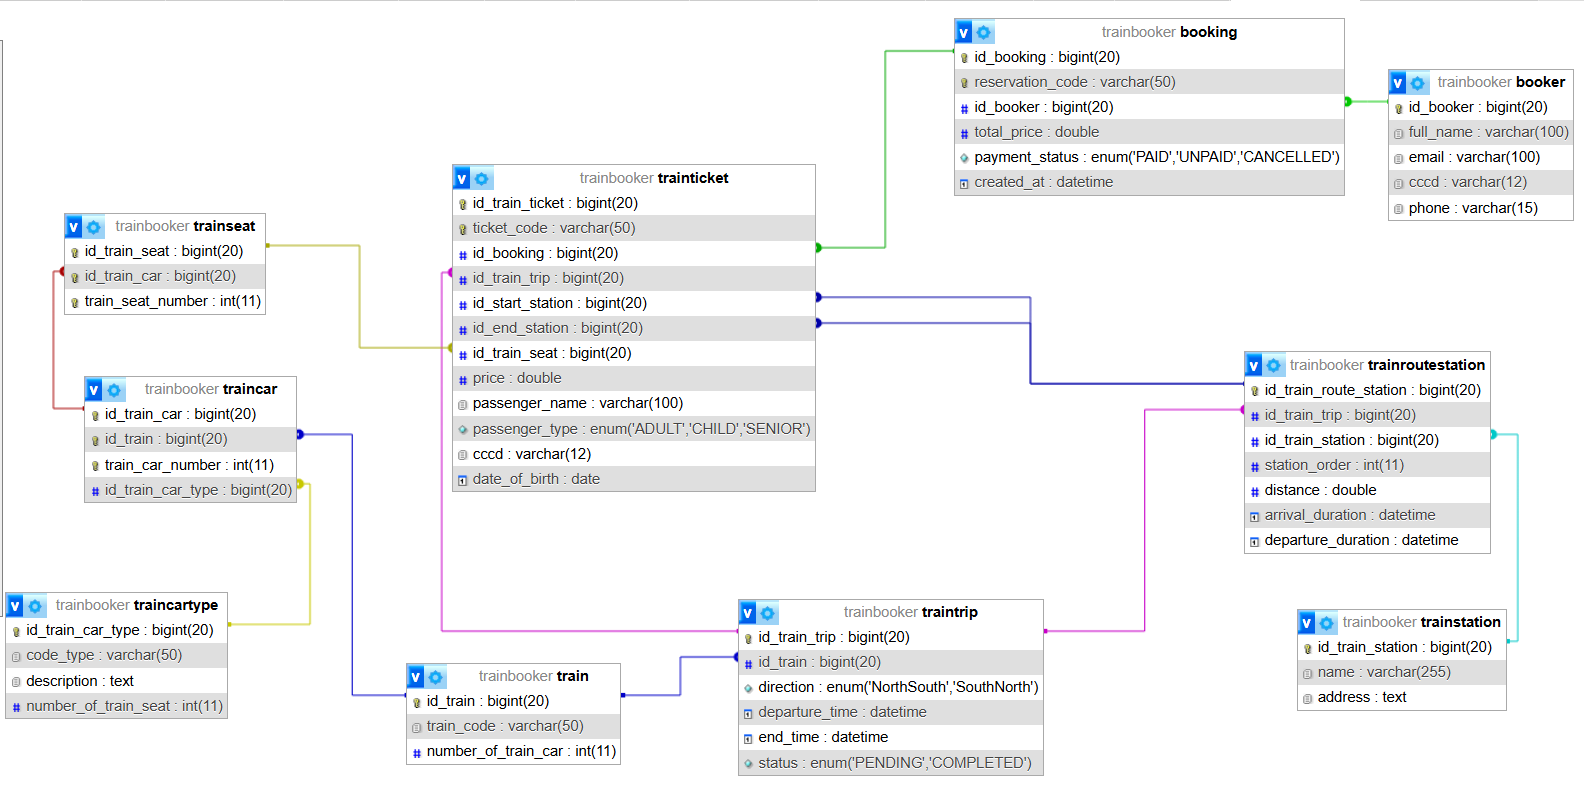 trainbooker booking
id_booking : bigint(20)
reservation_code : varchar(50)
id_booker : bigint(20)
total_price : double
payment_status : enum('PAID','UNPAID','CANCELLED')
created_at : datetime
trainbooker booker
id_booker : bigint(20)
full_name : varchar(100)
email : varchar(100)
cccd : varchar(12)
phone : varchar(15)
trainbooker trainticket
id_train_ticket : bigint(20)
ticket_code : varchar(50)
id_booking : bigint(20)
id_train_trip : bigint(20)
id_start_station : bigint(20)
id_end_station : bigint(20)
id_train_seat : bigint(20)
price : double
passenger_name : varchar(100)
passenger_type : enum('ADULT','CHILD','SENIOR')
cccd : varchar(12)
date_of_birth : date
trainbooker trainseat
id_train_seat : bigint(20)
id_train_car : bigint(20)
train_seat_number : int(11)
trainbooker traincar
id_train_car : bigint(20)
id_train : bigint(20)
train_car_number : int(11)
id_train_car_type : bigint(20)
trainbooker trainroutestation
id_train_route_station : bigint(20)
id_train_trip : bigint(20)
id_train_station : bigint(20)
station_order : int(11)
distance : double
arrival_duration : datetime
departure_duration : datetime
trainbooker traincartype
id_train_car_type : bigint(20)
code_type : varchar(50)
description : text
number_of_train_seat : int(11)
trainbooker train
id_train : bigint(20)
train_code : varchar(50)
number_of_train_car : int(11)
trainbooker traintrip
id_train_trip : bigint(20)
id_train : bigint(20)
direction : enum('NorthSouth','SouthNorth')
departure_time : datetime
end_time : datetime
status : enum('PENDING','COMPLETED')
trainbooker trainstation
id_train_station : bigint(20)
name : varchar(255)
address : text